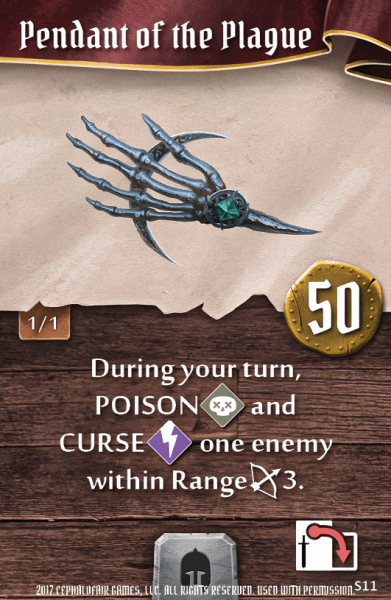 Pendant of the Plague
50
1/1
During your turn,
POISON and
CURSE one enemy
within Range 3.
2017 CEPHALOFAIR GAMES, LLC. ALL RIGHTS RESERVED. USED WITH PERMISSION. S11